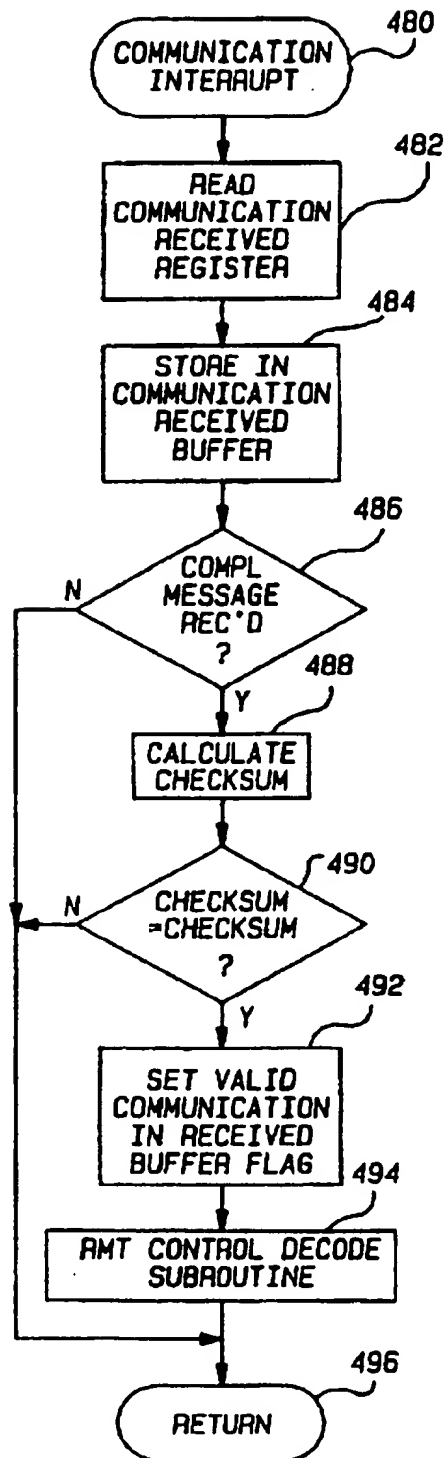 COMMUNICATION
INTERRUPT
480
482
READ
COMMUNICATION
RECEIVED
REGISTER
484
STORE IN
COMMUNICATION
RECEIVED
BUFFER
486
N
COMPL
MESSAGE
REC'D
?
Y
488
CALCULATE
CHECKSUM
490
N
CHECKSUM
=CHECKSUM
?
Y
492
SET VALID
COMMUNICATION
IN RECEIVED
BUFFER FLAG
494
RMT CONTROL DECODE
SUBROUTINE
496
RETURN